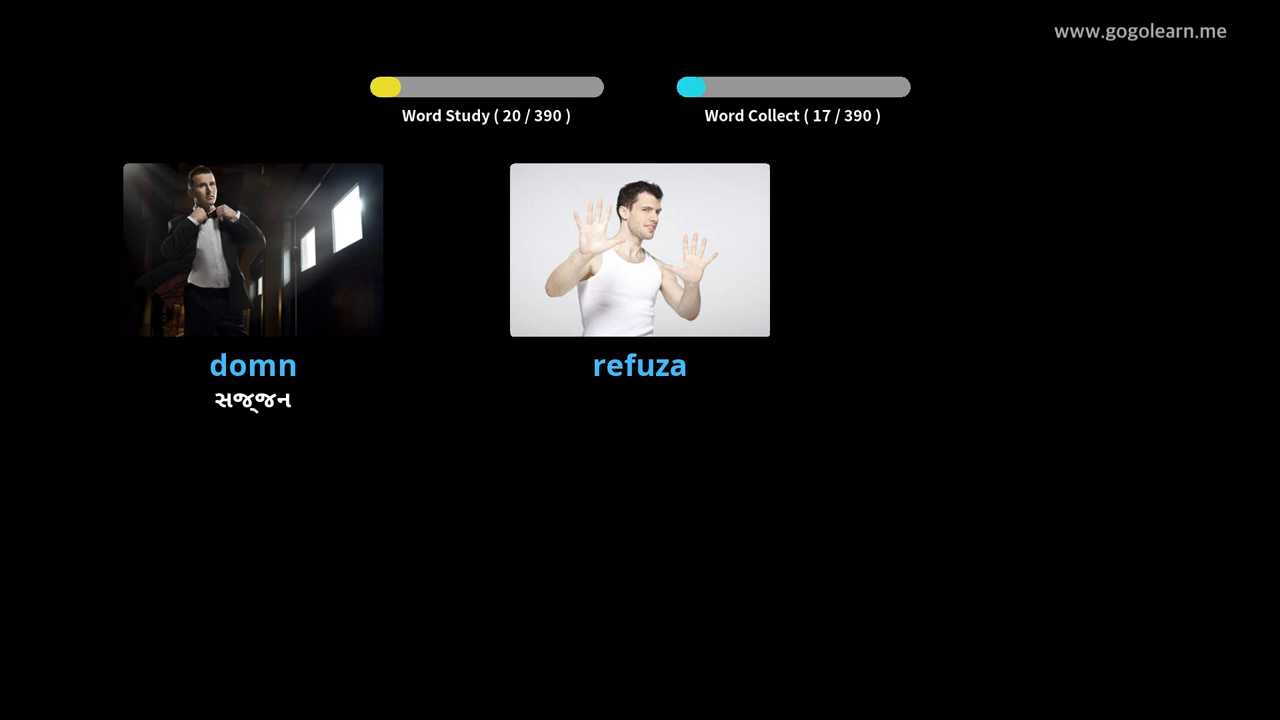 www.gogolearn.me
Word Study ( 20 / 390 )
Word Collect ( 17 / 390 )
domn
સજ્જન
refuza